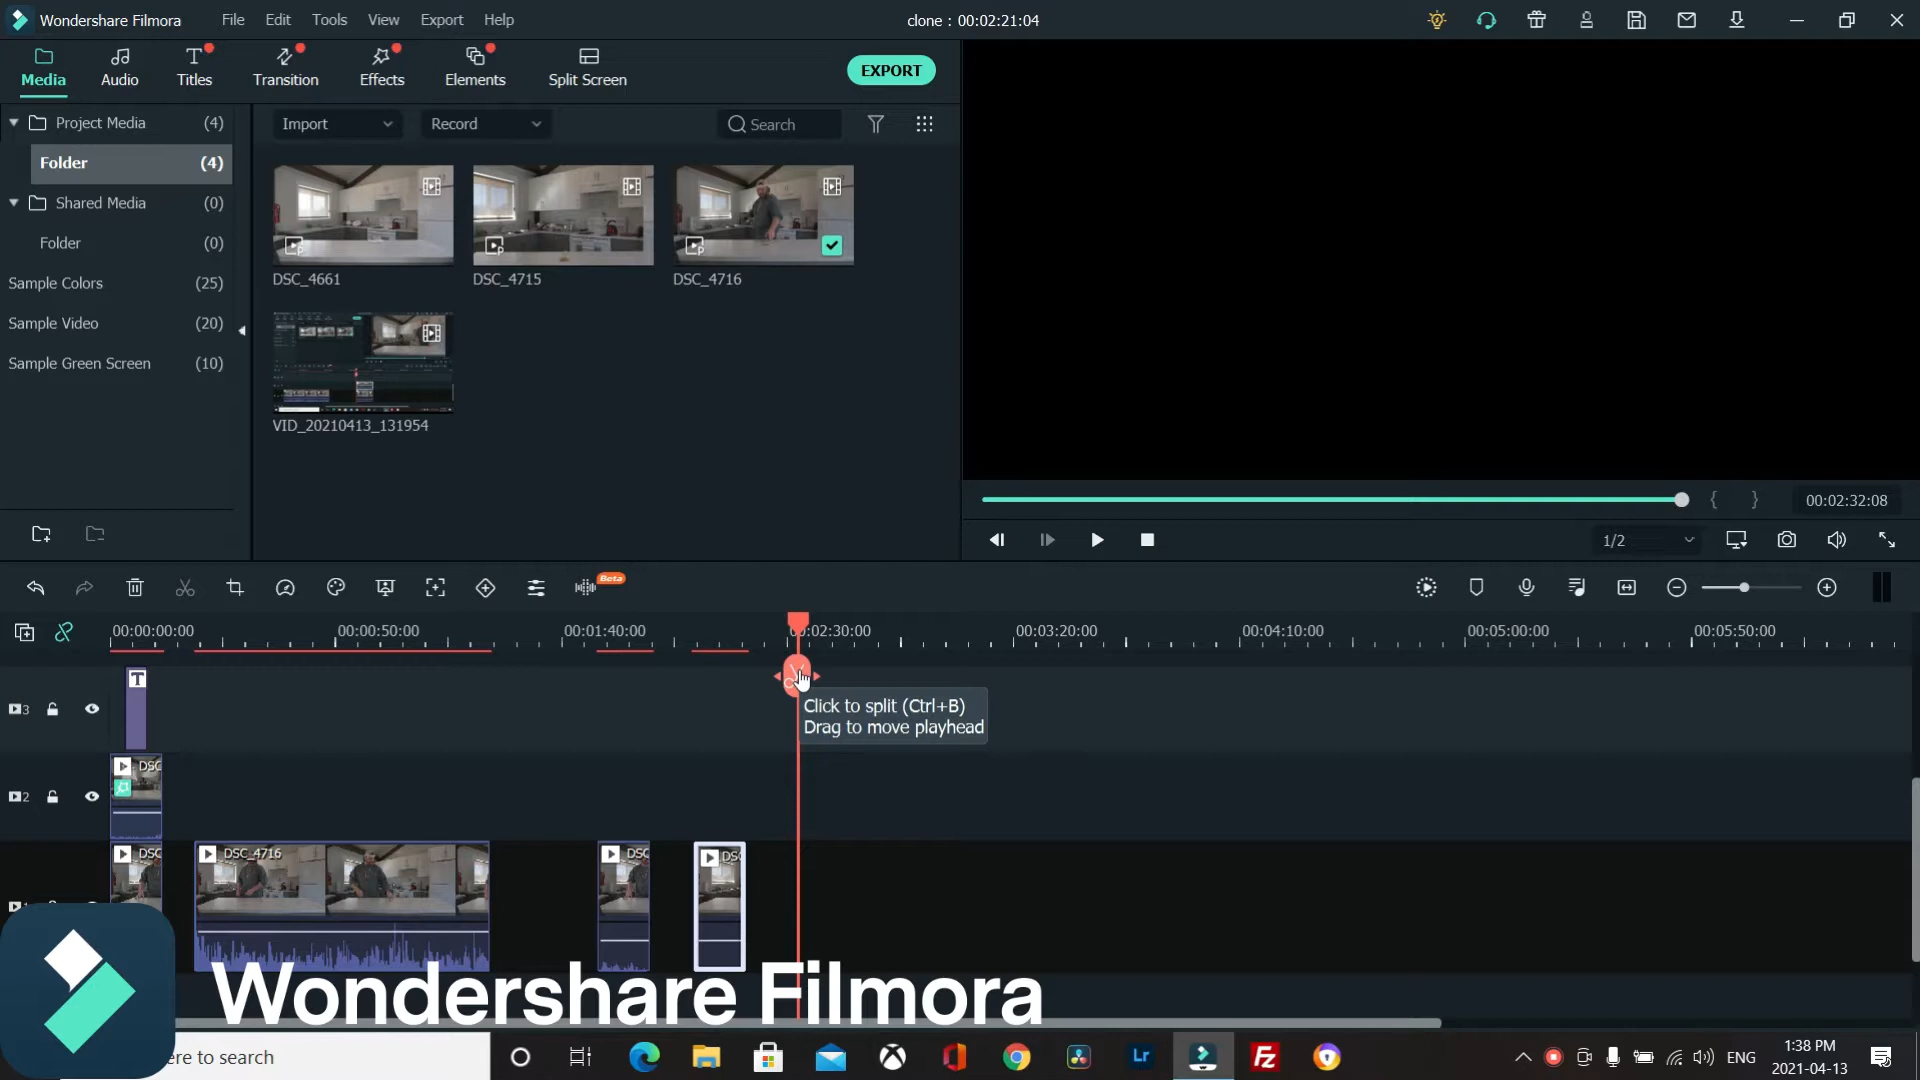 Wondershare Filmora
File Edit Tools View Export Help
clone : 00:02:21:04
Media Audio Titles Transition Effects Elements Split Screen
EXPORT
Project Media (4)
Folder (4)
Shared Media (0)
Folder (0)
Sample Colors (25)
Sample Video (20)
Sample Green Screen (10)
Import Record Search
DSC_4661 DSC_4715 DSC_4716
VID_20210413_131954
{ } 00:02:32:08
1/2
Beta
00:00:00:00 00:00:50:00 00:01:40:00 00:02:30:00 00:03:20:00 00:04:10:00 00:05:00:00 00:05:50:00
Click to split (Ctrl+B)
Drag to move playhead
3
T
2
DSC
DSC DSC_4716 DSC DSC
Wondershare Filmora
ere to search
Lr
FZ
ENG
1:38 PM
2021-04-13